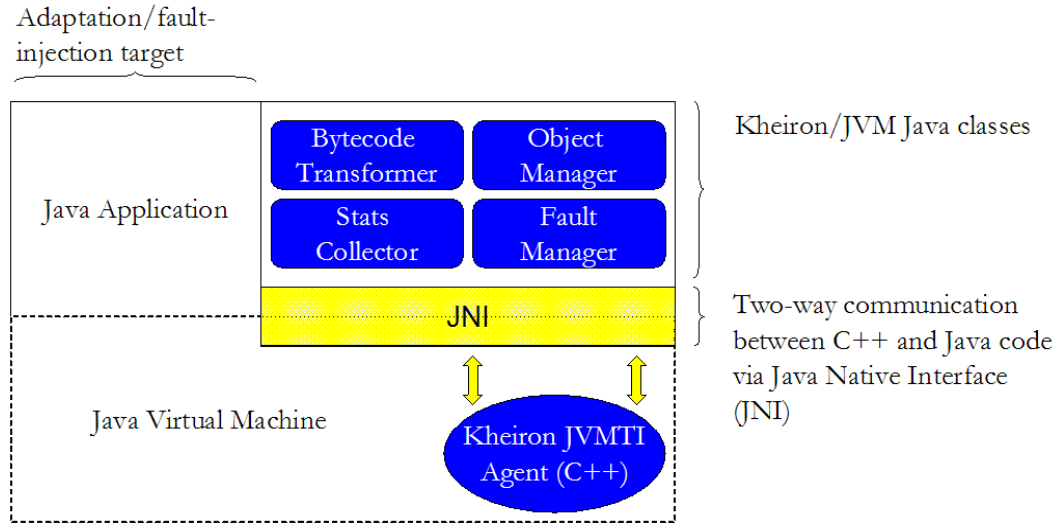 Adaptation/fault-
injection target
Java Application
Bytecode
Transformer
Object
Manager
Stats
Collector
Fault
Manager
Kheiron/JVM Java classes
JNI
Two-way communication
between C++ and Java code
via Java Native Interface
(JNI)
Java Virtual Machine
Kheiron JVMTI
Agent (C++)